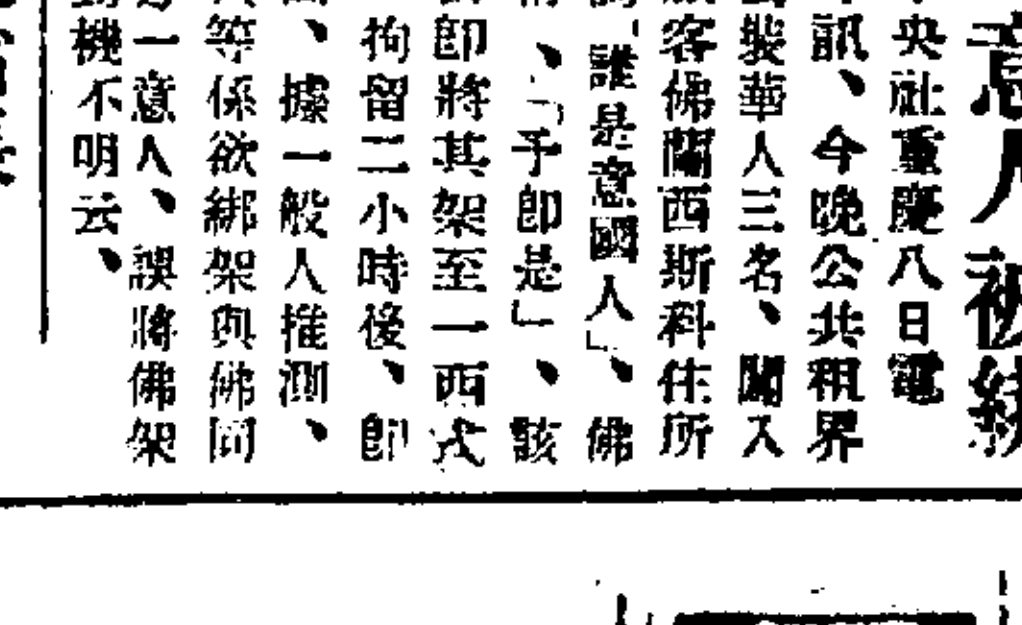 意人被綁
央社重慶八日電
訊、今晚公共租界
裝華人三名、闖入
客佛蘭西斯科住所
「誰是意國人」、佛
、「予即是」、該
即將其架至一西式
拘留二小時後、即
、據一般人推測、
等係欲綁架與佛同
一意人、誤將佛架
機不明云、